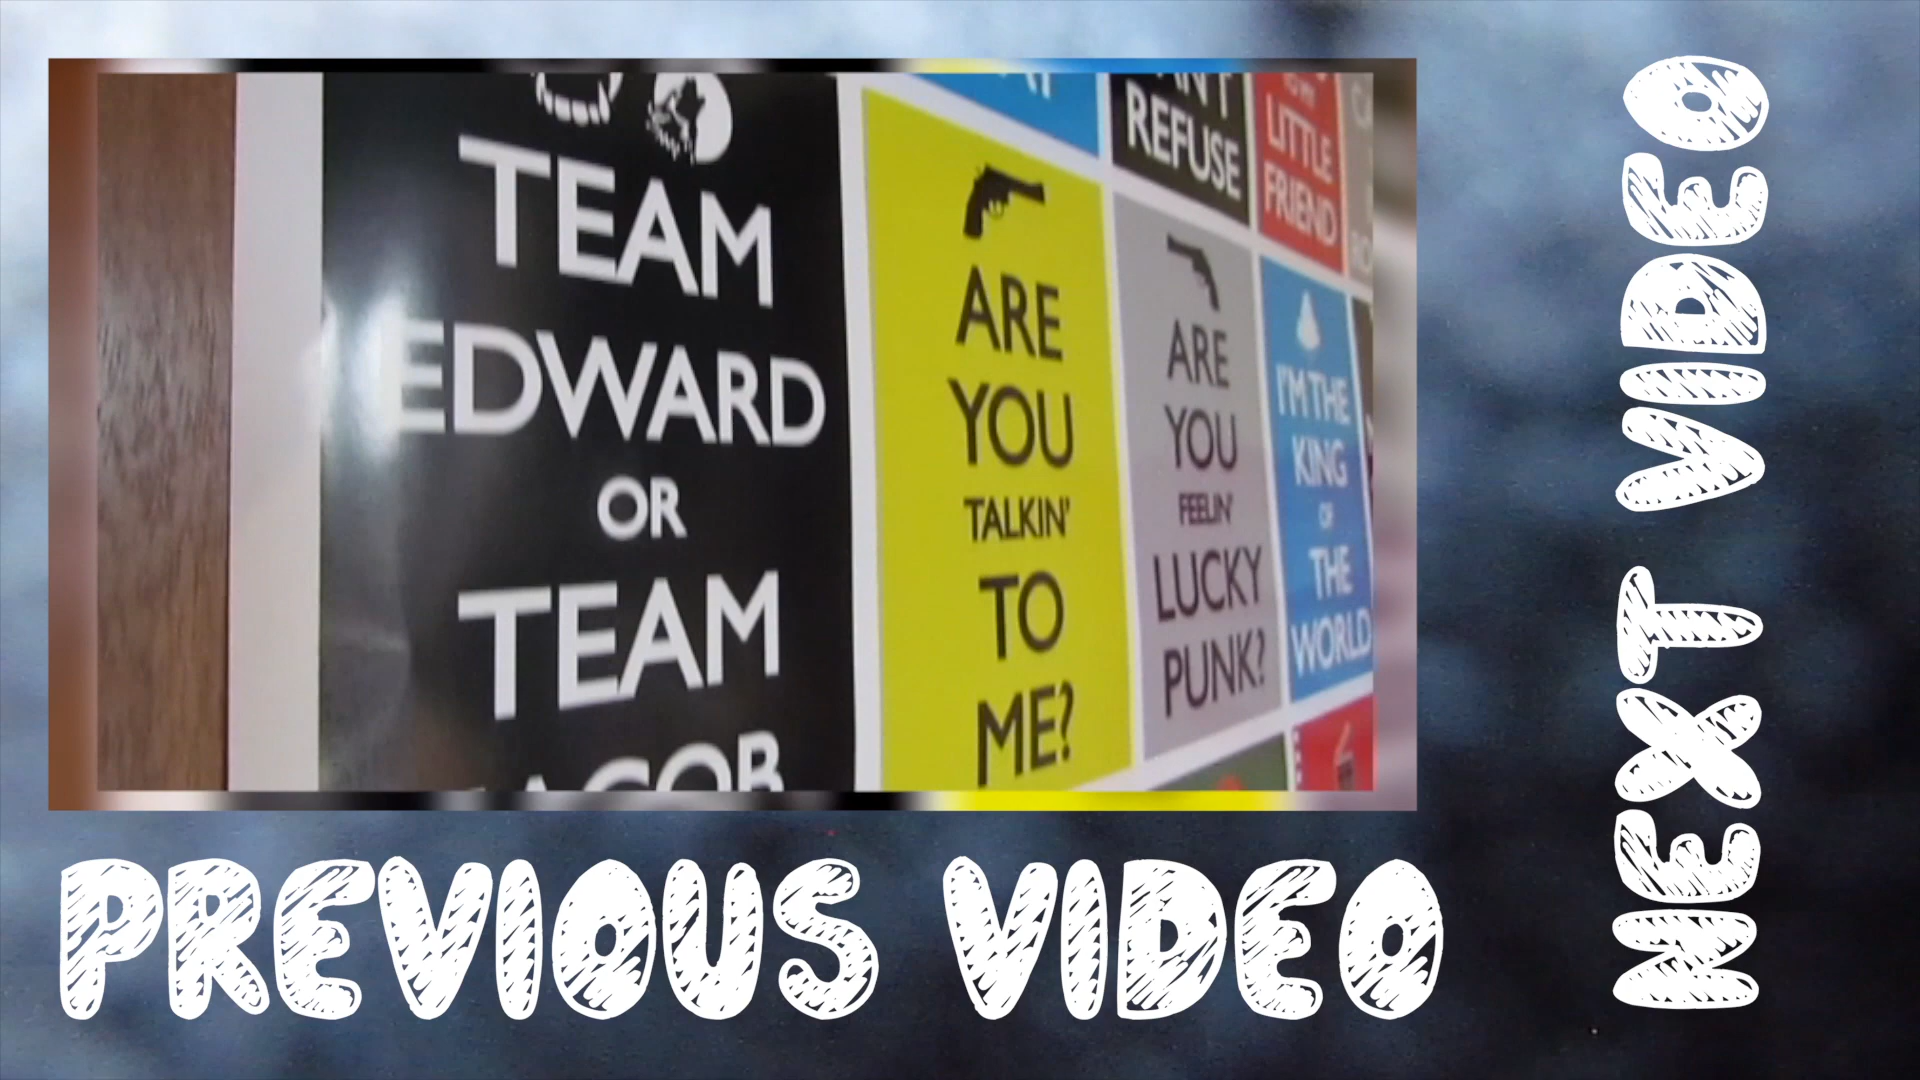 TEAM
EDWARD
OR
TEAM
JACOB
ARE
YOU
TALKIN'
TO
ME?
REFUSE
ARE
YOU
FEELIN'
LUCKY
PUNK?
LITTLE
FRIEND
I'M THE
KING
OF
THE
WORLD
PREVIOUS VIDEO
NEXT VIDEO